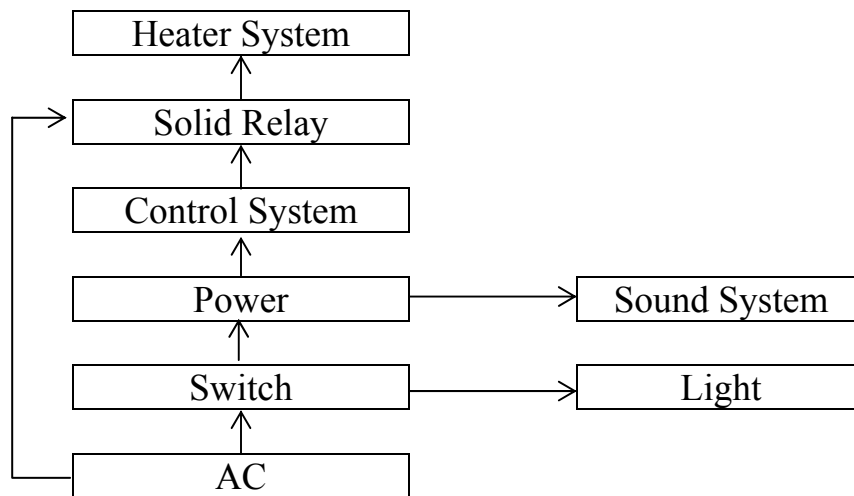 Heater System
Solid Relay
Control System
Power
Sound System
Switch
Light
AC